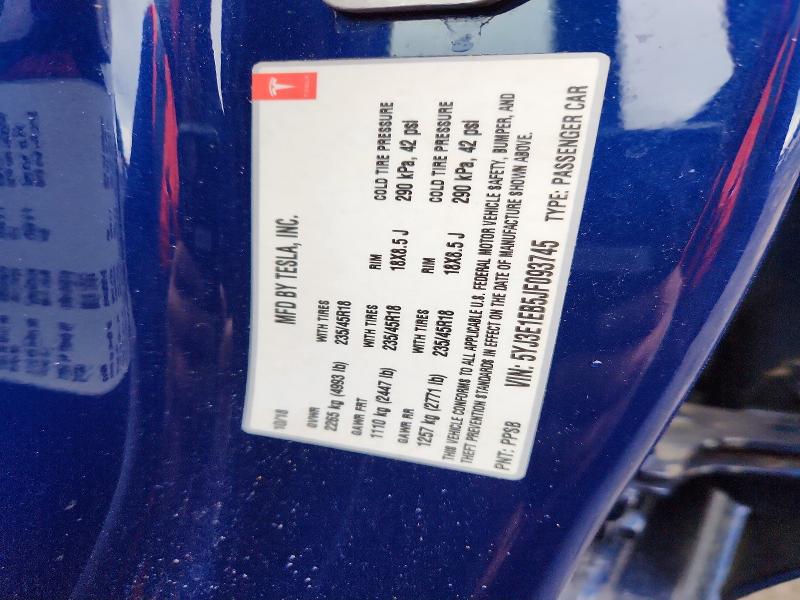 MFD BY TESLA, INC.
10/18
GVWR
2265 kg (4993 lb)
GAWR FRT WITH TIRES RIM COLD TIRE PRESSURE
1110 kg (2447 lb) 235/45R18 18X8.5 J 290 kPa, 42 psi
GAWR RR WITH TIRES RIM COLD TIRE PRESSURE
1257 kg (2771 lb) 235/45R18 18X8.5 J 290 kPa, 42 psi
THIS VEHICLE CONFORMS TO ALL APPLICABLE U.S. FEDERAL MOTOR VEHICLE SAFETY, BUMPER, AND
THEFT PREVENTION STANDARDS IN EFFECT ON THE DATE OF MANUFACTURE SHOWN ABOVE.
VIN: 5YJ3E1EB5JF093745
PNT: PPSB TYPE: PASSENGER CAR